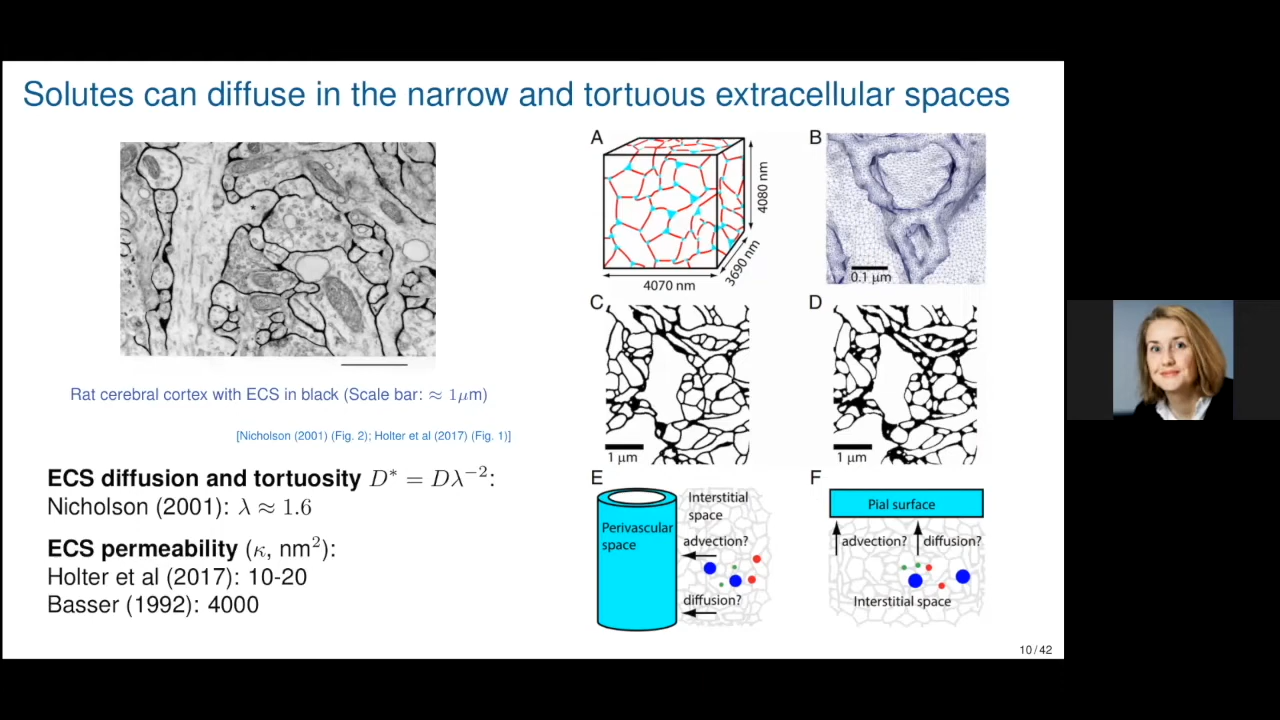 Solutes can diffuse in the narrow and tortuous extracellular spaces
Rat cerebral cortex with ECS in black (Scale bar: ≈ 1μm)
[Nicholson (2001) (Fig. 2); Holter et al (2017) (Fig. 1)]
ECS diffusion and tortuosity D* = Dλ⁻²:
Nicholson (2001): λ ≈ 1.6
ECS permeability (κ, nm²):
Holter et al (2017): 10-20
Basser (1992): 4000
A
4080 nm
3690 nm
4070 nm
B
0.1 μm
C
1 μm
D
1 μm
E
Perivascular
space
Interstitial
space
advection?
diffusion?
F
Pial surface
advection?
diffusion?
Interstitial space
10 / 42